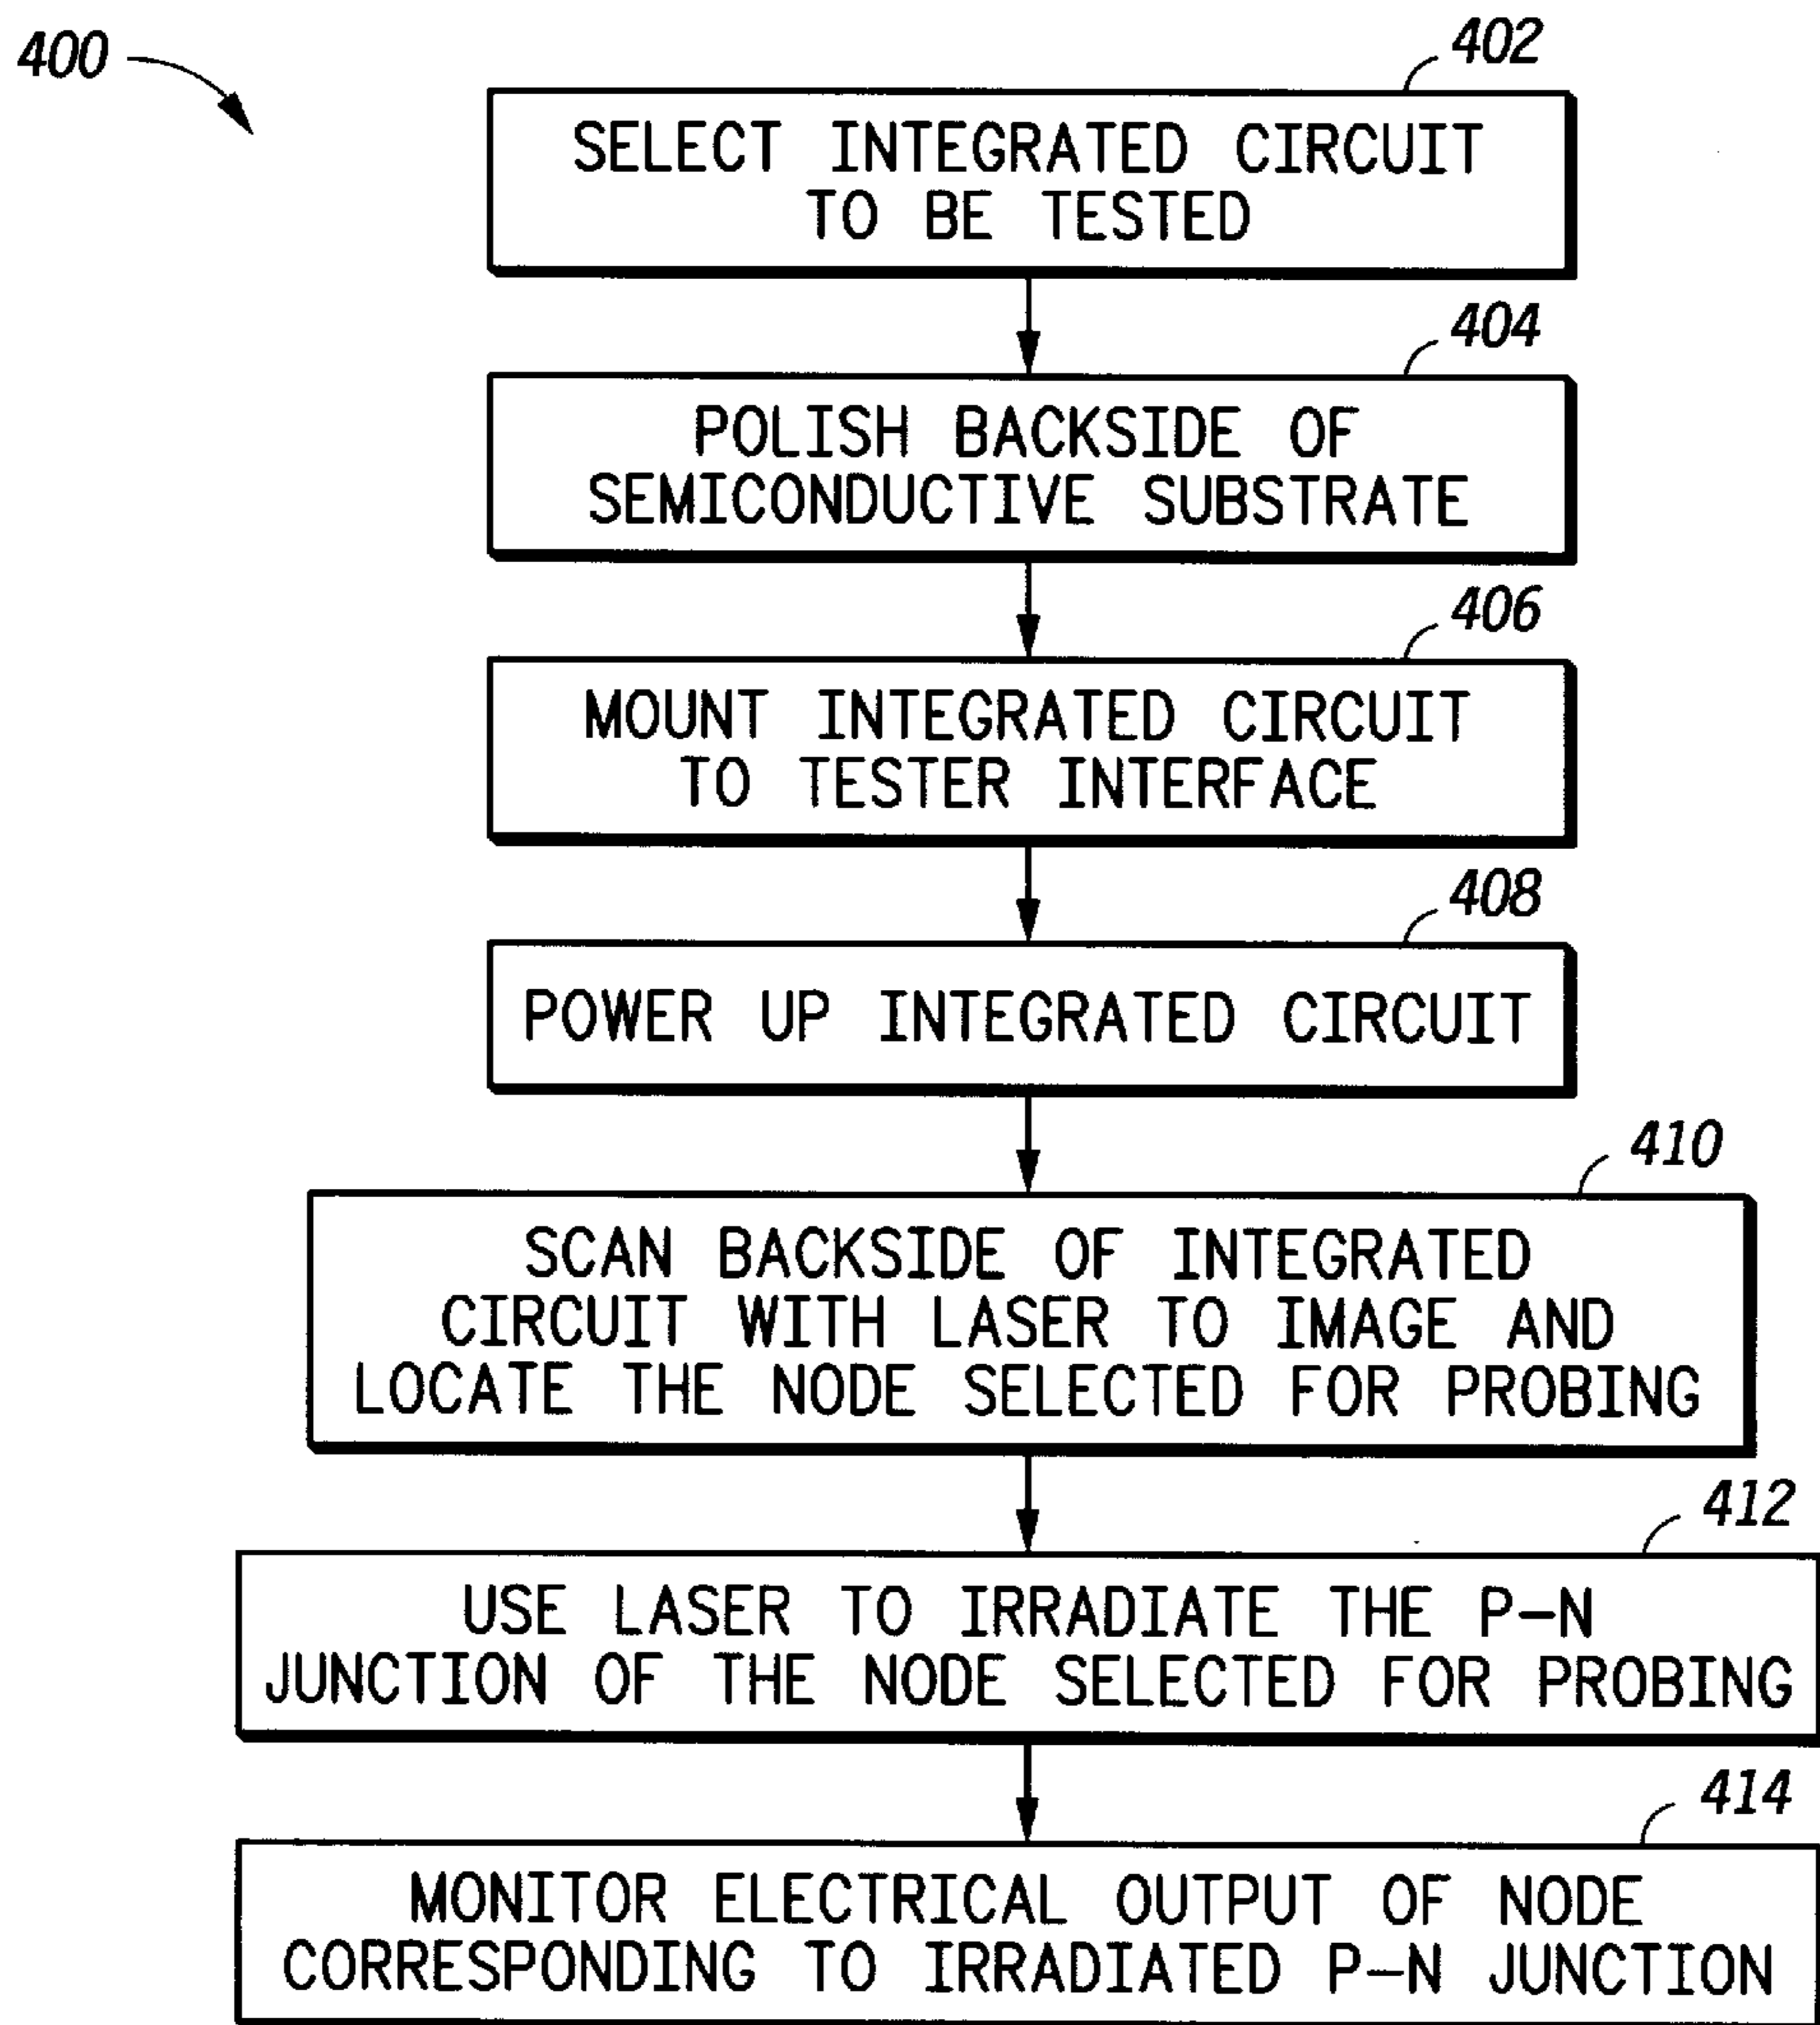 400
402
SELECT INTEGRATED CIRCUIT
TO BE TESTED
404
POLISH BACKSIDE OF
SEMICONDUCTIVE SUBSTRATE
406
MOUNT INTEGRATED CIRCUIT
TO TESTER INTERFACE
408
POWER UP INTEGRATED CIRCUIT
410
SCAN BACKSIDE OF INTEGRATED
CIRCUIT WITH LASER TO IMAGE AND
LOCATE THE NODE SELECTED FOR PROBING
412
USE LASER TO IRRADIATE THE P-N
JUNCTION OF THE NODE SELECTED FOR PROBING
414
MONITOR ELECTRICAL OUTPUT OF NODE
CORRESPONDING TO IRRADIATED P-N JUNCTION